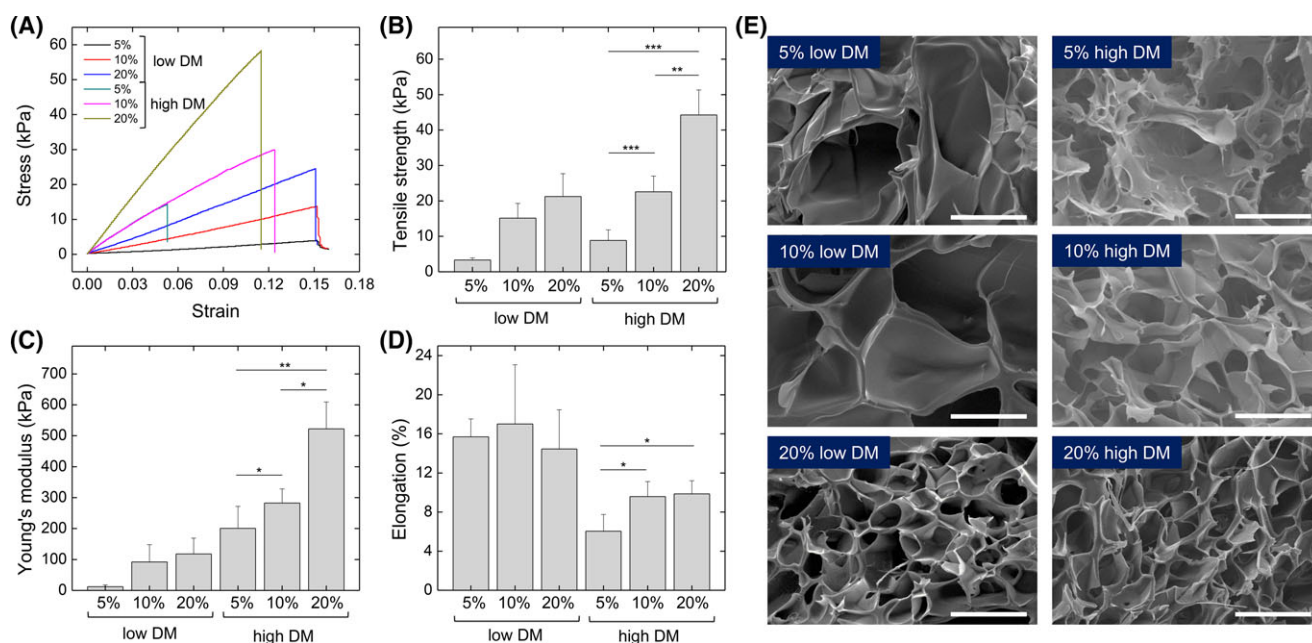 (A)
Stress (kPa)
60
50
40
30
20
10
0
5%
10%
20%
low DM
5%
10%
20%
high DM
0.00 0.03 0.06 0.09 0.12 0.15 0.18
Strain
(B)
Tensile strength (kPa)
60
50
40
30
20
10
0
***
**
***
5% 10% 20% 5% 10% 20%
low DM high DM
(C)
Young's modulus (kPa)
700
600
500
400
300
200
100
0
**
*
*
5% 10% 20% 5% 10% 20%
low DM high DM
(D)
Elongation (%)
24
20
16
12
8
4
0
*
*
5% 10% 20% 5% 10% 20%
low DM high DM
(E)
5% low DM
5% high DM
10% low DM
10% high DM
20% low DM
20% high DM